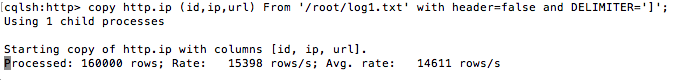 [cqlsh:http> copy http.ip (id,ip,url) From '/root/log1.txt' with header=false and DELIMITER=']';
Using 1 child processes
Starting copy of http.ip with columns [id, ip, url].
Processed: 160000 rows; Rate:   15398 rows/s; Avg. rate:   14611 rows/s